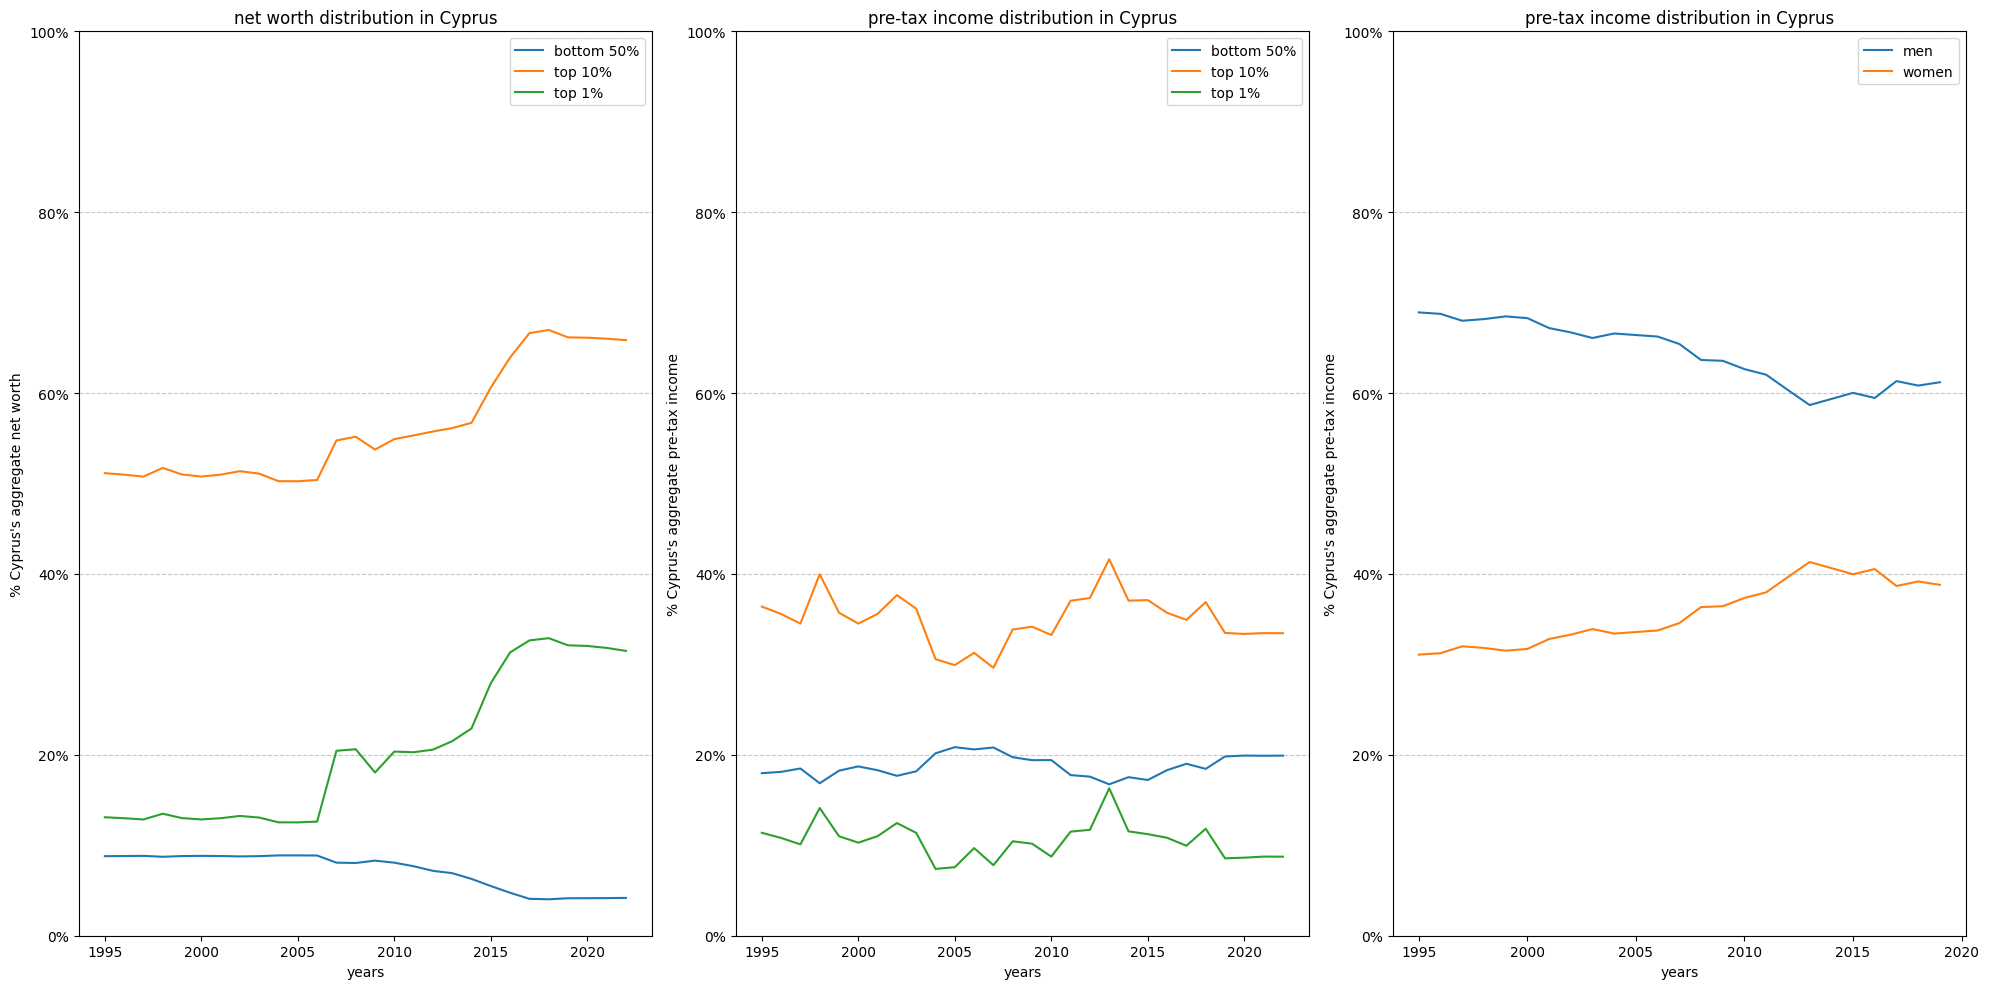 net worth distribution in Cyprus
100%
80%
60%
40%
20%
0%
% Cyprus's aggregate net worth
bottom 50%
top 10%
top 1%
1995
2000
2005
2010
2015
2020
years
pre-tax income distribution in Cyprus
100%
80%
60%
40%
20%
0%
% Cyprus's aggregate pre-tax income
bottom 50%
top 10%
top 1%
1995
2000
2005
2010
2015
2020
years
pre-tax income distribution in Cyprus
100%
80%
60%
40%
20%
0%
% Cyprus's aggregate pre-tax income
men
women
1995
2000
2005
2010
2015
2020
years